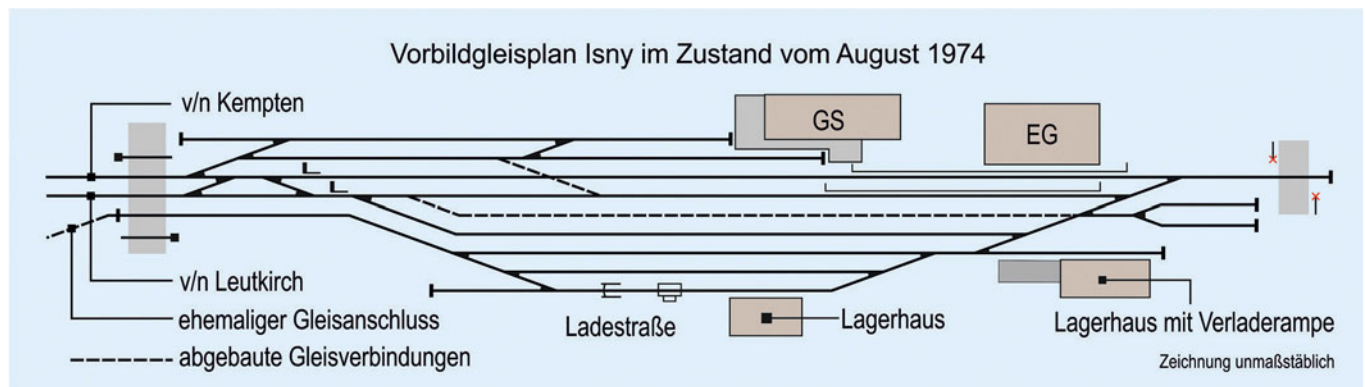 Vorbildgleisplan Isny im Zustand vom August 1974
v/n Kempten
GS
EG
v/n Leutkirch
ehemaliger Gleisanschluss
abgebaute Gleisverbindungen
Ladestraße
Lagerhaus
Lagerhaus mit Verladerampe
Zeichnung unmaßstäblich